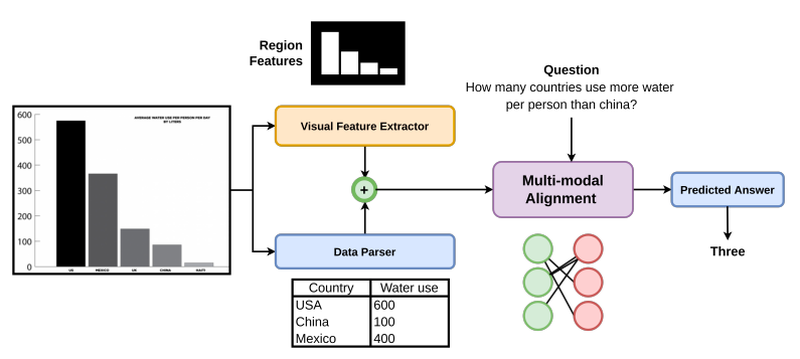 Region
Features
Question
How many countries use more water
per person than china?
600
500
400
300
200
100
0
AVERAGE WATER USE PER PERSON PER DAY
BY LITERS
US
MEXICO
UK
CHINA
HAITI
Visual Feature Extractor
+
Data Parser
Multi-modal
Alignment
Predicted Answer
Three
Country Water use
USA 600
China 100
Mexico 400